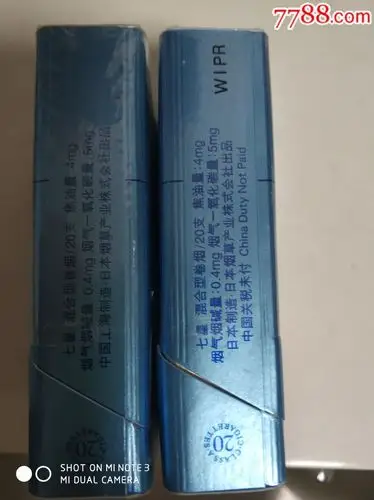 7788.com
七星 混合型卷烟/20支 焦油量 4mg
烟气烟碱量 0.4mg 烟气一氧化碳量 5mg
中国上海制造·日本烟草产业株式会社出品
20
WIPR
七星 混合型卷烟/20支 焦油量:4mg
烟气烟碱量:0.4mg 烟气一氧化碳量:5mg
日本制造·日本烟草产业株式会社出品
中国关税未付 China Duty Not Paid
CLASS A CIGARETTES
20
SHOT ON MI NOTE 3
MI DUAL CAMERA